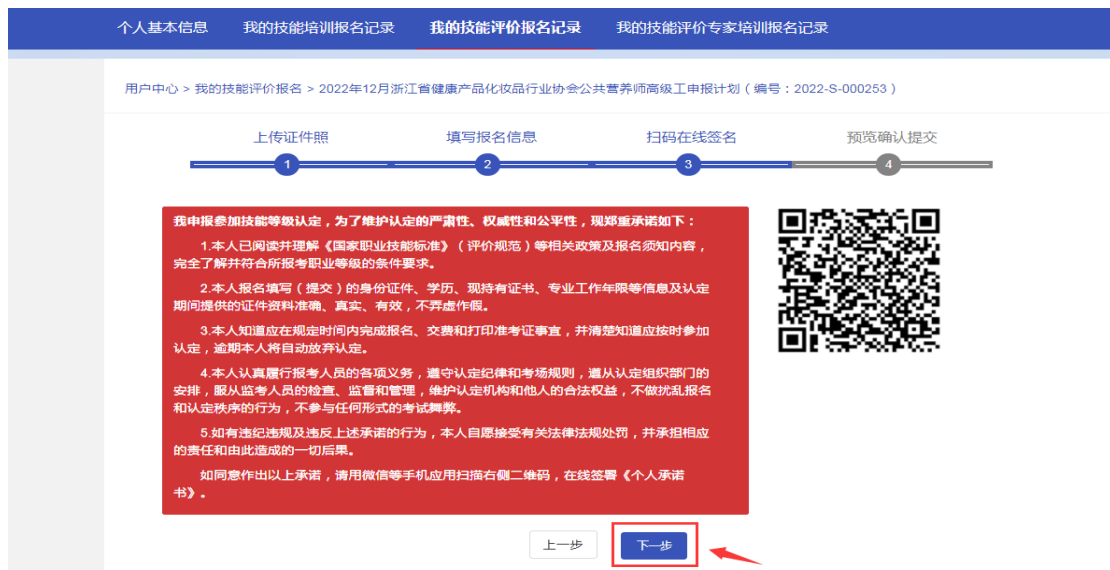 个人基本信息 我的技能培训报名记录 我的技能评价报名记录 我的技能评价专家培训报名记录
用户中心 > 我的技能评价报名 > 2022年12月浙江省健康产品化妆品行业协会公共营养师高级工申报计划（编号：2022-S-000253）
上传证件照 填写报名信息 扫码在线签名 预览确认提交
1 2 3 4
我申报参加技能等级认定，为了维护认定的严肃性、权威性和公平性，现郑重承诺如下：
1.本人已阅读并理解《国家职业技能标准》（评价规范）等相关政策及报名须知内容，
完全了解并符合所报考职业等级的条件要求。
2.本人报名填写（提交）的身份证件、学历、现持有证书、专业工作年限等信息及认定
期间提供的证件资料准确、真实、有效，不弄虚作假。
3.本人知道应在规定时间内完成报名、交费和打印准考证事宜，并清楚知道应按时参加
认定，逾期本人将自动放弃认定。
4.本人认真履行报考人员的各项义务，遵守认定纪律和考场规则，遵从认定组织部门的
安排，服从监考人员的检查、监督和管理，维护认定机构和他人的合法权益，不做扰乱报名
和认定秩序的行为，不参与任何形式的考试舞弊。
5.如有违纪违规及违反上述承诺的行为，本人自愿接受有关法律法规处罚，并承担相应
的责任和由此造成的一切后果。
如同意作出以上承诺，请用微信等手机应用扫描右侧二维码，在线签署《个人承诺
书》。
上一步 下一步